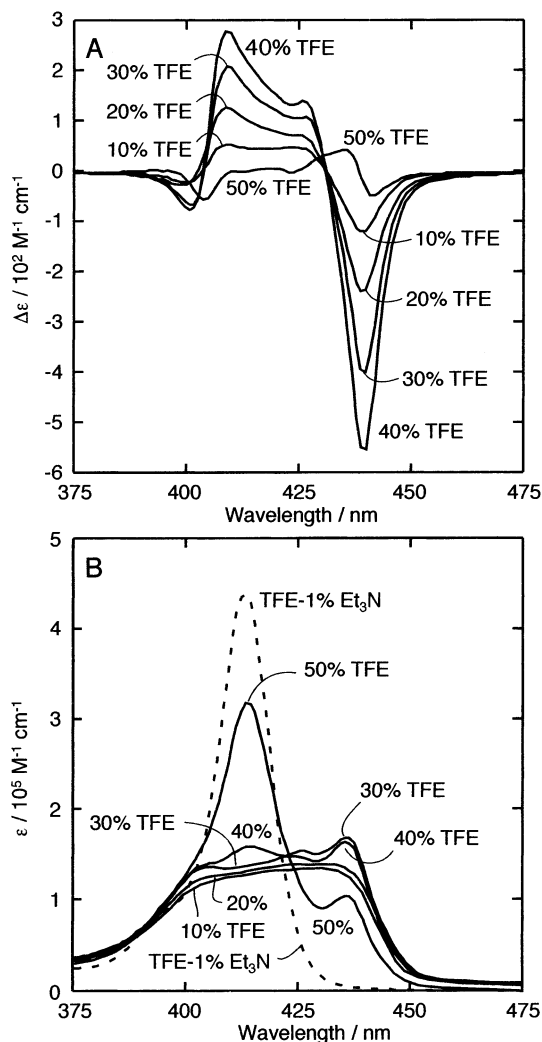 A
3
2
1
0
-1
-2
-3
-4
-5
-6
Δε / 10² M⁻¹ cm⁻¹
40% TFE
30% TFE
20% TFE
10% TFE
50% TFE
50% TFE
10% TFE
20% TFE
30% TFE
40% TFE
375 400 425 450 475
Wavelength / nm
B
5
4
3
2
1
0
ε / 10⁵ M⁻¹ cm⁻¹
TFE-1% Et₃N
50% TFE
30% TFE
30% TFE
40%
40% TFE
20%
10% TFE
50%
TFE-1% Et₃N
375 400 425 450 475
Wavelength / nm